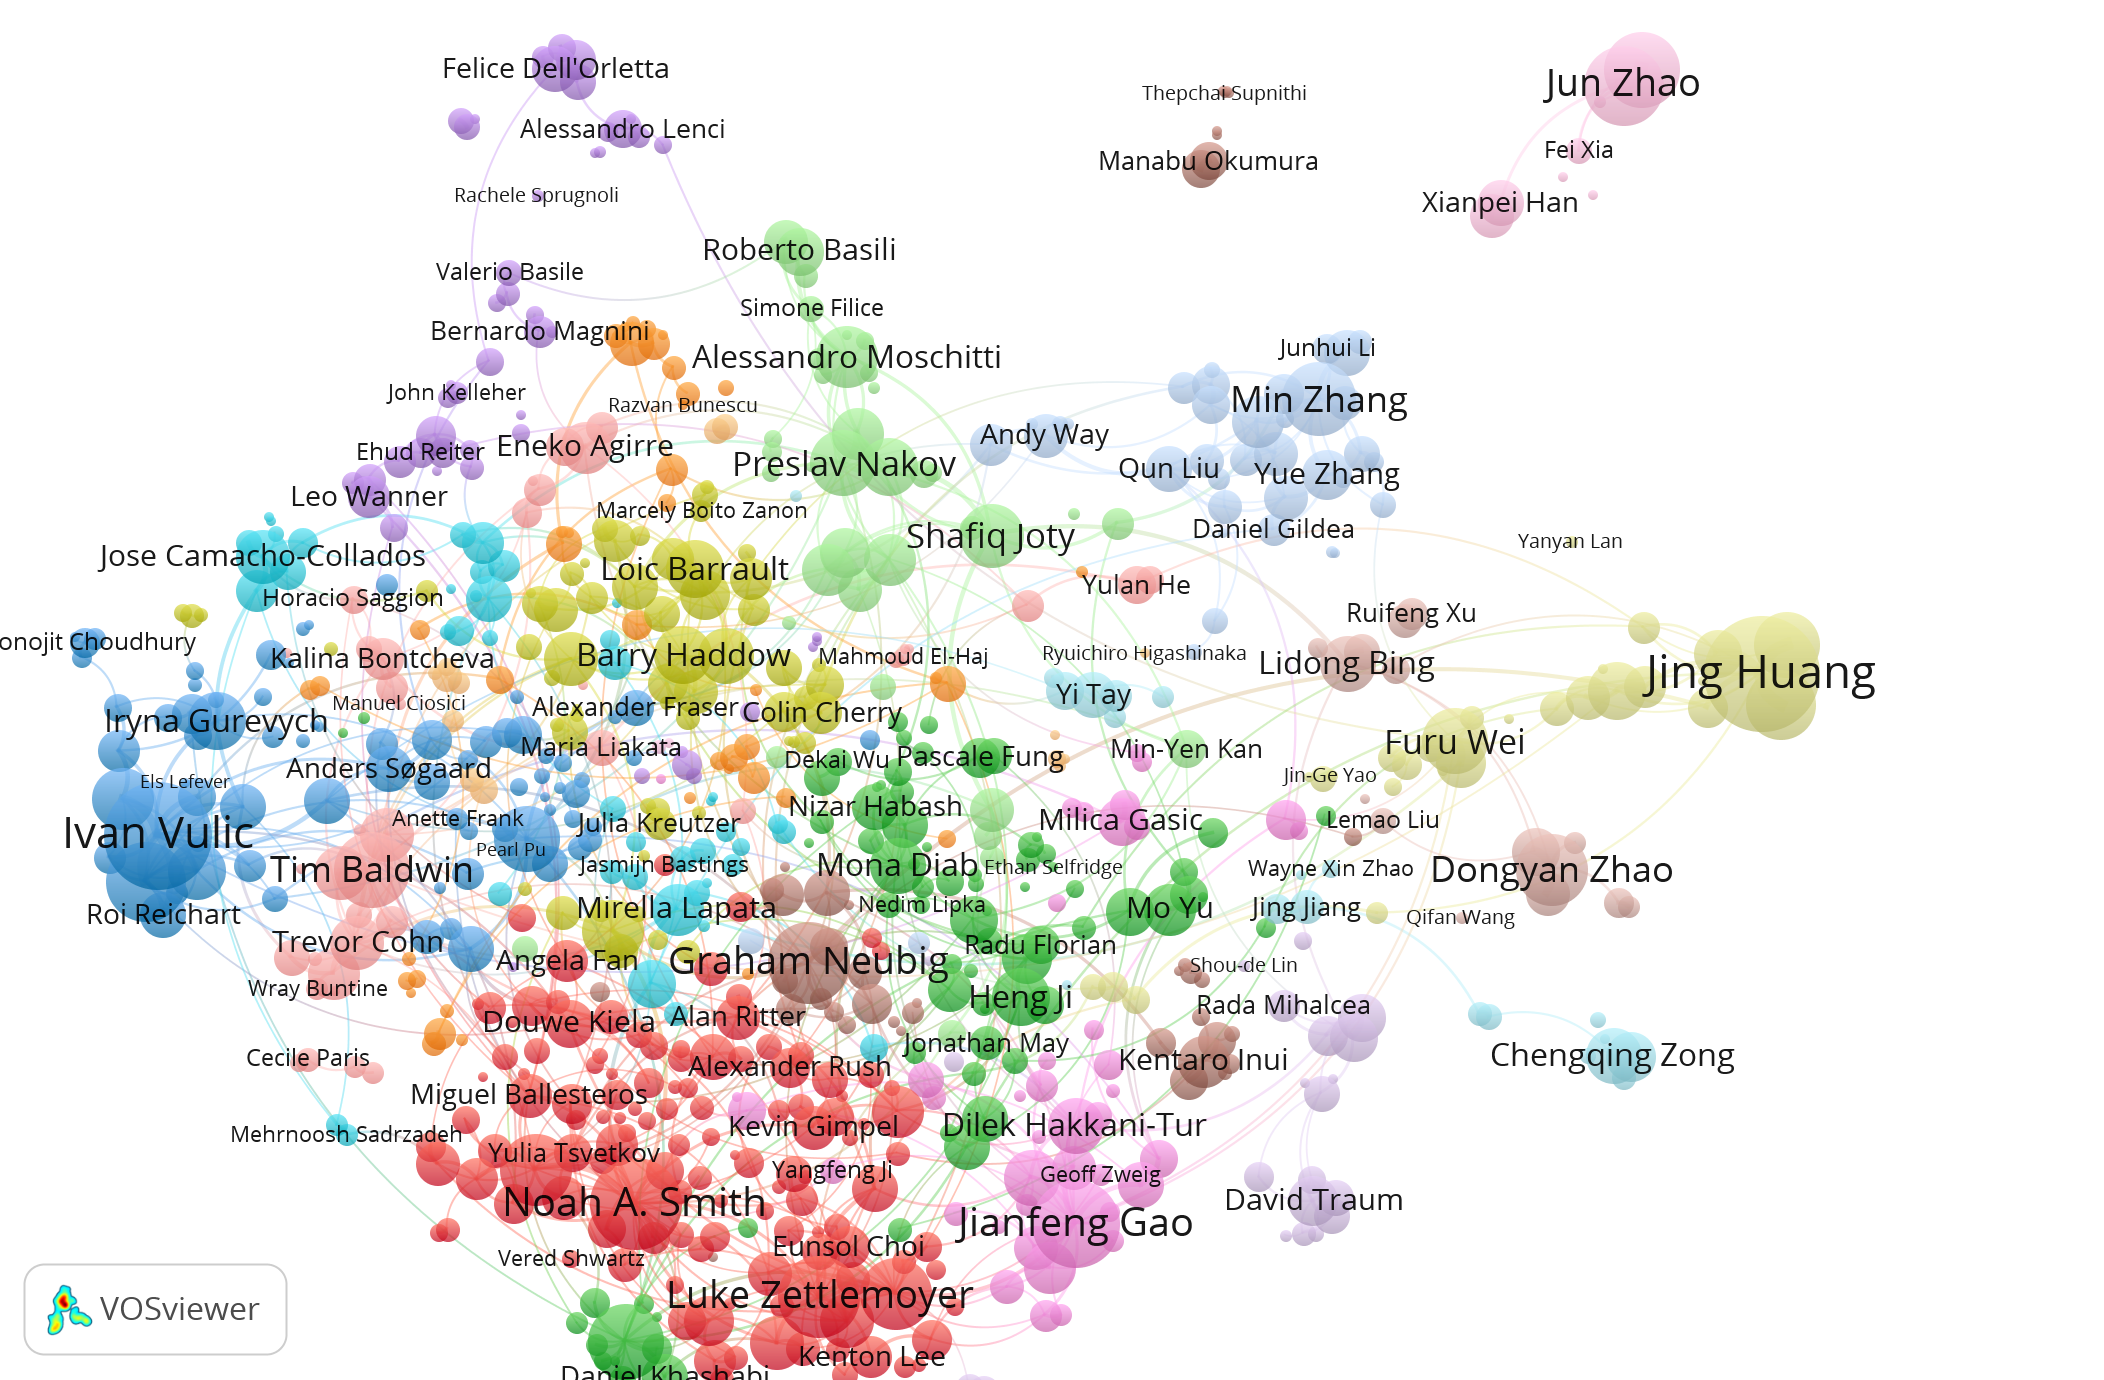 Felice Dell'Orletta
Jun Zhao
Thepchai Supnithi
Alessandro Lenci
Fei Xia
Manabu Okumura
Rachele Sprugnoli
Xianpei Han
Roberto Basili
Valerio Basile
Simone Filice
Bernardo Magnini
Junhui Li
Alessandro Moschitti
John Kelleher
Min Zhang
Razvan Bunescu
Andy Way
Ehud Reiter
Eneko Agirre
Preslav Nakov
Qun Liu
Yue Zhang
Leo Wanner
Marcely Boito Zanon
Daniel Gildea
Shafiq Joty
Yanyan Lan
Jose Camacho-Collados
Loic Barrault
Yulan He
Horacio Saggion
Ruifeng Xu
onojit Choudhury
Kalina Bontcheva
Barry Haddow
Mahmoud El-Haj
Ryuichiro Higashinaka
Lidong Bing
Jing Huang
Yi Tay
Manuel Ciosici
Alexander Fraser
Colin Cherry
Iryna Gurevych
Maria Liakata
Dekai Wu
Pascale Fung
Min-Yen Kan
Furu Wei
Anders Søgaard
Els Lefever
Jin-Ge Yao
Nizar Habash
Ivan Vulic
Anette Frank
Julia Kreutzer
Milica Gasic
Lemao Liu
Pearl Pu
Tim Baldwin
Jasmijn Bastings
Mona Diab
Ethan Selfridge
Wayne Xin Zhao
Dongyan Zhao
Roi Reichart
Mirella Lapata
Nedim Lipka
Mo Yu
Jing Jiang
Qifan Wang
Trevor Cohn
Radu Florian
Angela Fan
Graham Neubig
Shou-de Lin
Wray Buntine
Heng Ji
Rada Mihalcea
Douwe Kiela
Alan Ritter
Jonathan May
Cecile Paris
Alexander Rush
Kentaro Inui
Chengqing Zong
Miguel Ballesteros
Mehrnoosh Sadrzadeh
Kevin Gimpel
Dilek Hakkani-Tur
Yulia Tsvetkov
Yangfeng Ji
Geoff Zweig
Noah A. Smith
David Traum
Jianfeng Gao
Vered Shwartz
Eunsol Choi
Luke Zettlemoyer
VOSviewer
Kenton Lee
Daniel Khashabi